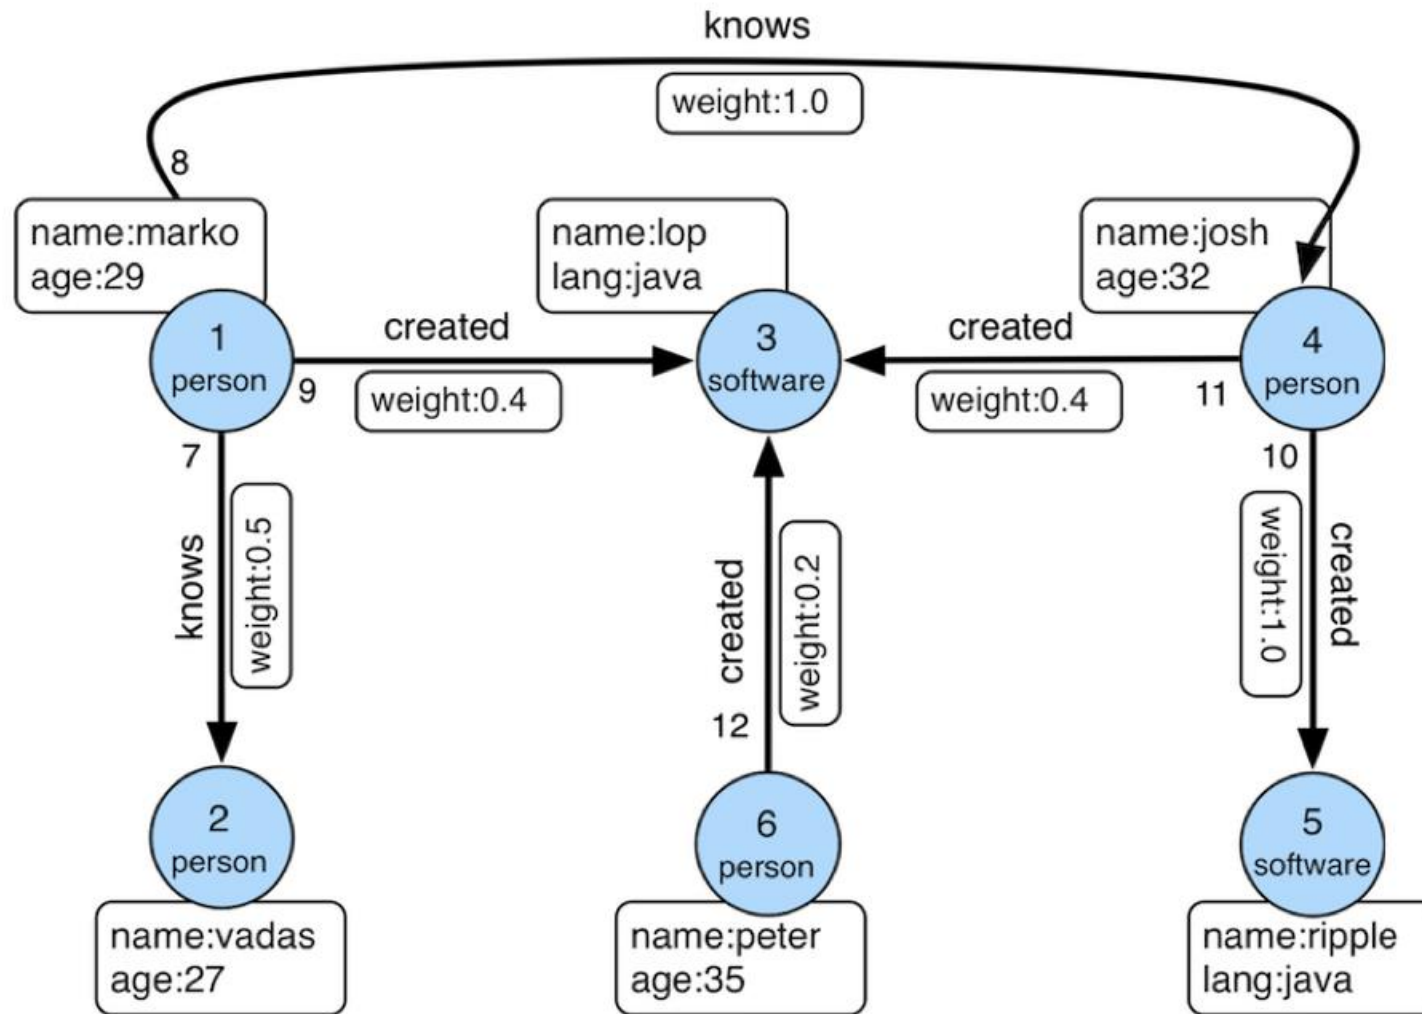 knows
weight:1.0
8
name:marko
age:29
name:lop
lang:java
name:josh
age:32
1
person
created
9
weight:0.4
3
software
created
weight:0.4
11
4
person
7
knows
weight:0.5
created
weight:0.2
12
10
weight:1.0
created
2
person
name:vadas
age:27
6
person
name:peter
age:35
5
software
name:ripple
lang:java